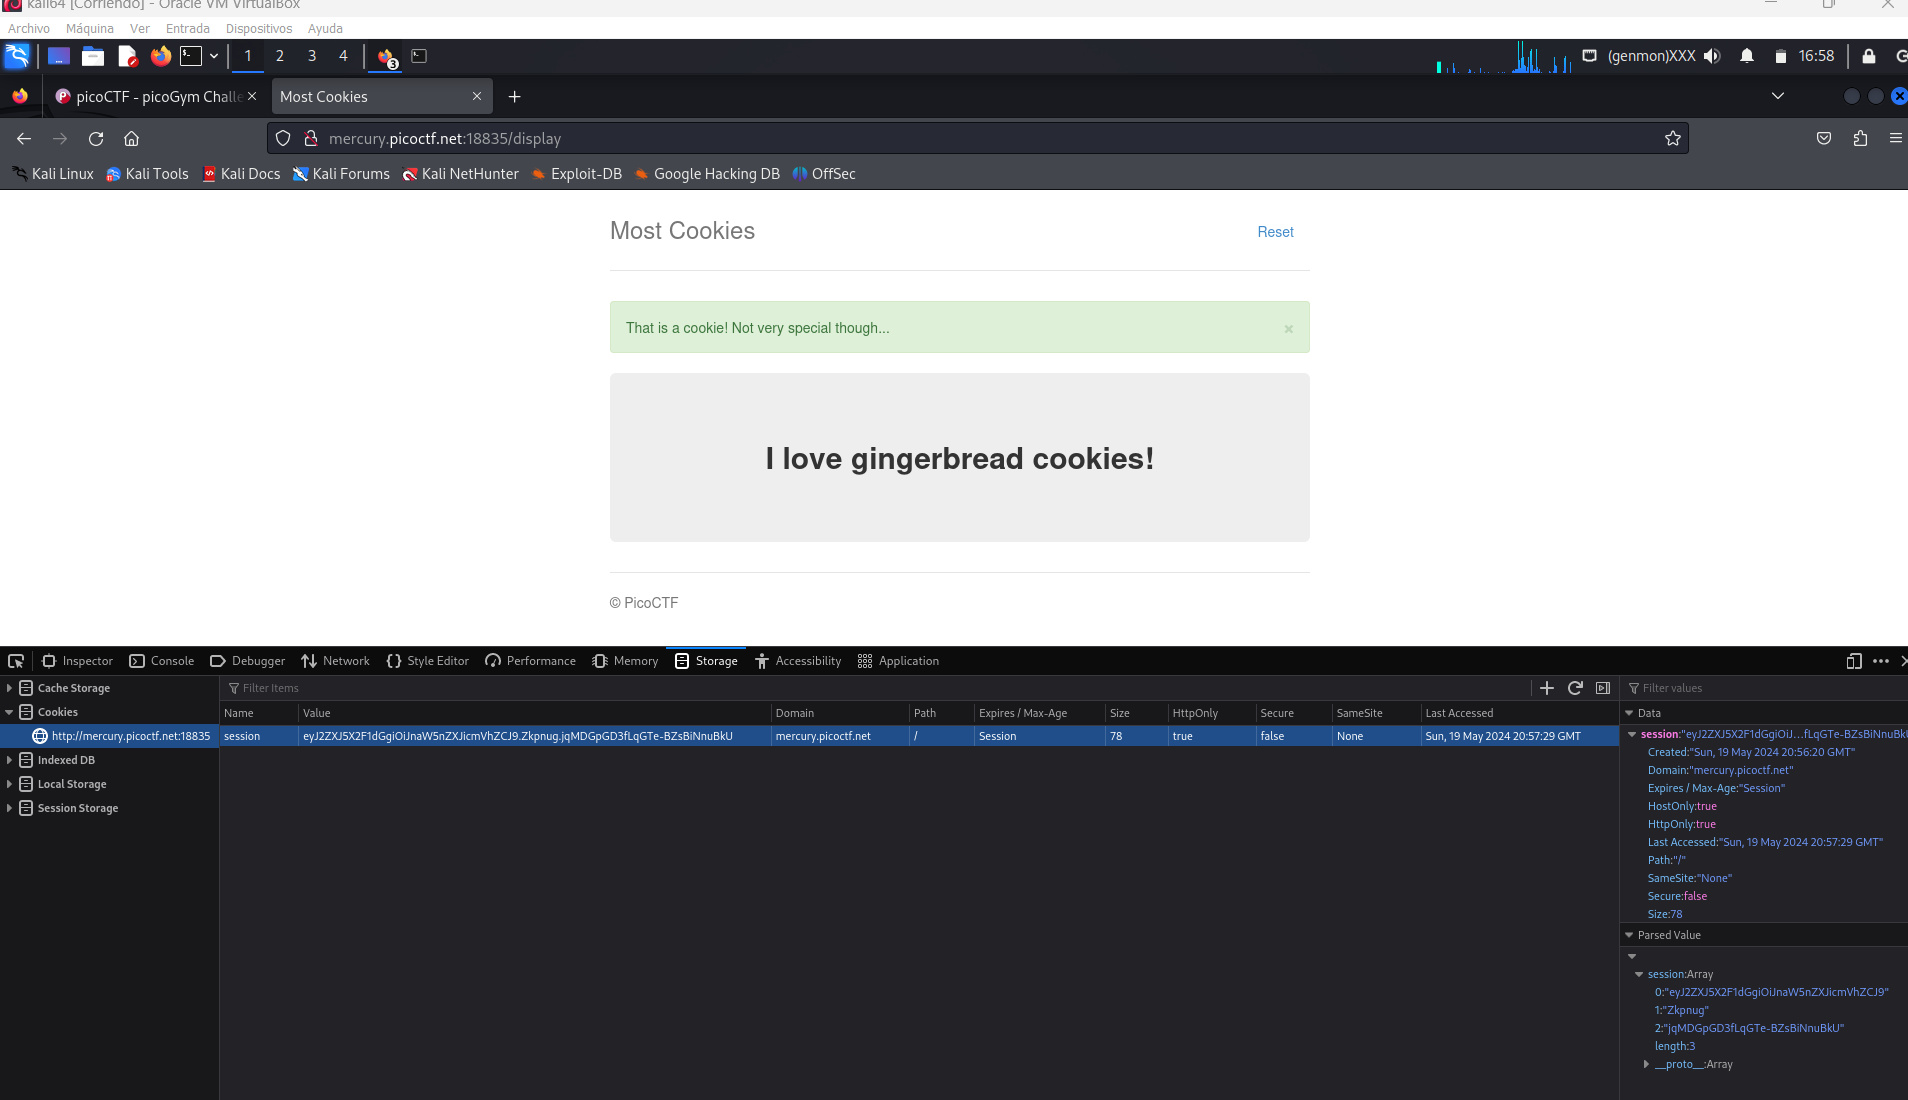 kali64 [Corriendo] - Oracle VM VirtualBox
Archivo Máquina Ver Entrada Dispositivos Ayuda
1 2 3 4 3 (genmon)XXX 16:58
picoCTF - picoGym Challe Most Cookies
mercury.picoctf.net:18835/display
Kali Linux Kali Tools Kali Docs Kali Forums Kali NetHunter Exploit-DB Google Hacking DB OffSec
Most Cookies Reset
That is a cookie! Not very special though... ×
I love gingerbread cookies!
© PicoCTF
Inspector Console Debugger Network Style Editor Performance Memory Storage Accessibility Application
Cache Storage
Cookies
http://mercury.picoctf.net:18835
Indexed DB
Local Storage
Session Storage
Filter Items
Name Value Domain Path Expires / Max-Age Size HttpOnly Secure SameSite Last Accessed
session eyJ2ZXJ5X2F1dGgiOiJnaW5nZXJicmVhZCJ9.Zkpnug.jqMDGpGD3fLqGTe-BZsBiNnuBkU mercury.picoctf.net / Session 78 true false None Sun, 19 May 2024 20:57:29 GMT
Filter values
Data
session:"eyJ2ZXJ5X2F1dGgiOiJ...fLqGTe-BZsBiNnuBkU
Created:"Sun, 19 May 2024 20:56:20 GMT"
Domain:"mercury.picoctf.net"
Expires / Max-Age:"Session"
HostOnly:true
HttpOnly:true
Last Accessed:"Sun, 19 May 2024 20:57:29 GMT"
Path:"/"
SameSite:"None"
Secure:false
Size:78
Parsed Value
session:Array
0:"eyJ2ZXJ5X2F1dGgiOiJnaW5nZXJicmVhZCJ9"
1:"Zkpnug"
2:"jqMDGpGD3fLqGTe-BZsBiNnuBkU"
length:3
__proto__:Array